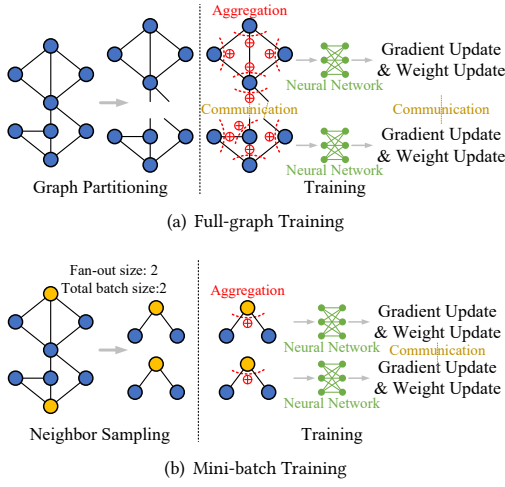 Aggregation
Communication
Neural Network
Gradient Update
& Weight Update
Communication
Gradient Update
& Weight Update
Neural Network
Graph Partitioning
Training
(a) Full-graph Training
Fan-out size: 2
Total batch size:2
Aggregation
Neural Network
Gradient Update
& Weight Update
Communication
Gradient Update
& Weight Update
Neural Network
Neighbor Sampling
Training
(b) Mini-batch Training